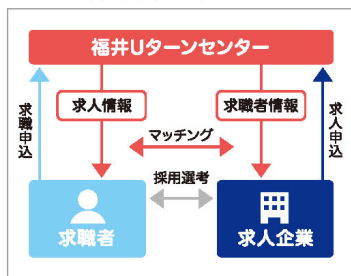 福井Uターンセンター
求人情報
求職者情報
求職申込
求人申込
マッチング
採用選考
求職者
求人企業